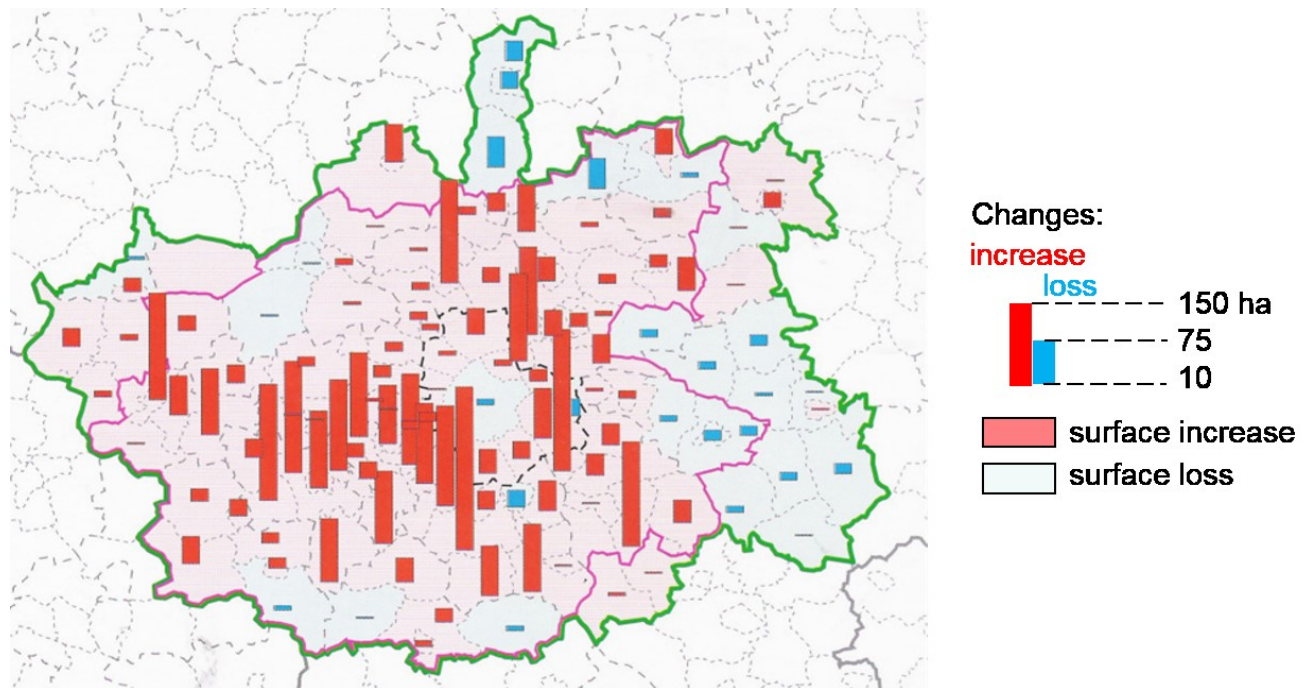 Changes:
increase
loss
150 ha
75
10
surface increase
surface loss